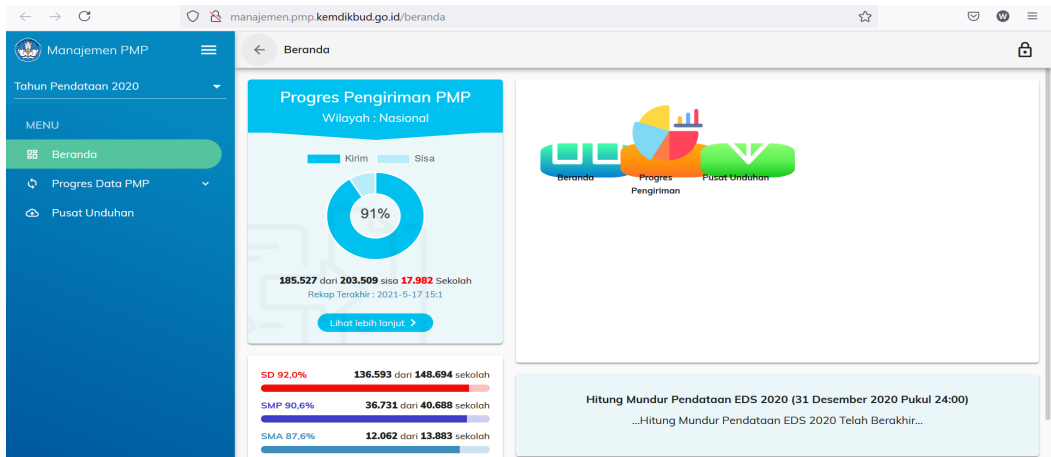 manajemen.pmp.kemdikbud.go.id/beranda
W
Manajemen PMP
Beranda
Tahun Pendataan 2020
MENU
Beranda
Progres Data PMP
Pusat Unduhan
Progres Pengiriman PMP
Wilayah : Nasional
Kirim Sisa
91%
185.527 dari 203.509 sisa 17.982 Sekolah
Rekap Terakhir : 2021-5-17 15:1
Lihat lebih lanjut
SD 92,0% 136.593 dari 148.694 sekolah
SMP 90,6% 36.731 dari 40.688 sekolah
SMA 87,6% 12.062 dari 13.883 sekolah
Beranda
Progres
Pengiriman
Pusat Unduhan
Hitung Mundur Pendataan EDS 2020 (31 Desember 2020 Pukul 24:00)
...Hitung Mundur Pendataan EDS 2020 Telah Berakhir...